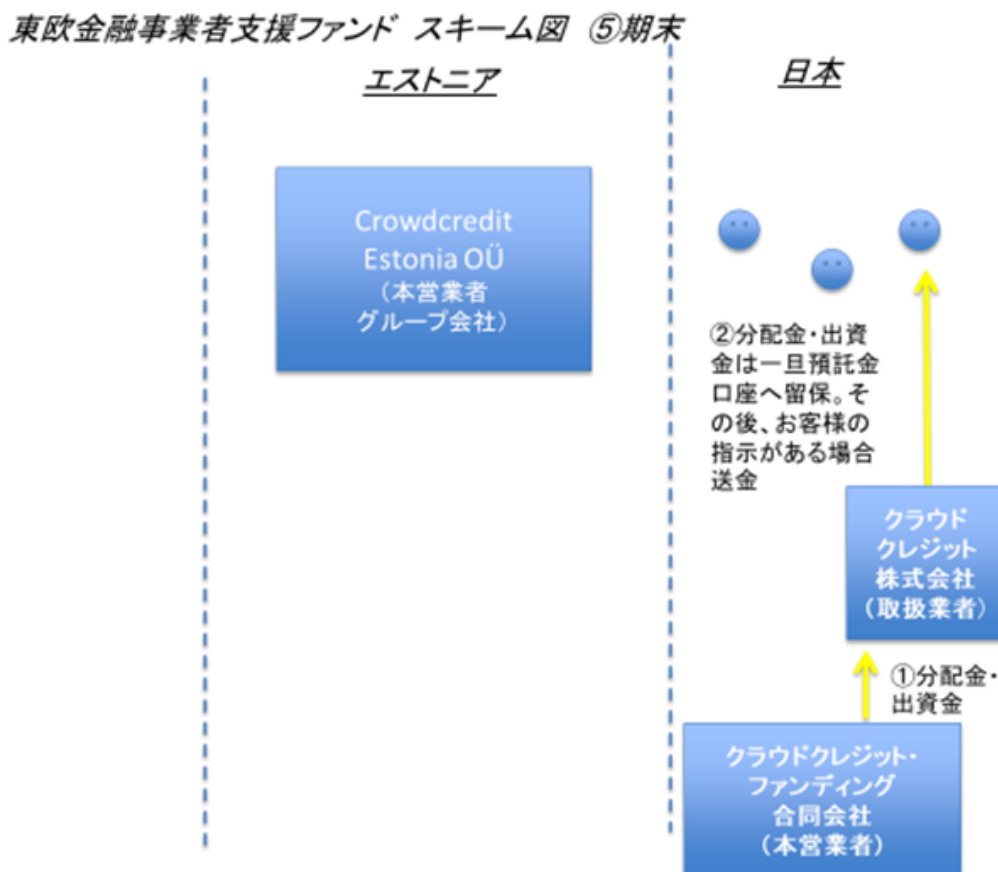 東欧金融事業者支援ファンド スキーム図 ⑤期末
エストニア
日本
Crowdcredit
Estonia OÜ
（本営業者
グループ会社）
②分配金・出資
金は一旦預託金
口座へ留保。そ
の後、お客様の
指示がある場合
送金
クラウド
クレジット
株式会社
（取扱業者）
①分配金・
出資金
クラウドクレジット・
ファンディング
合同会社
（本営業者）